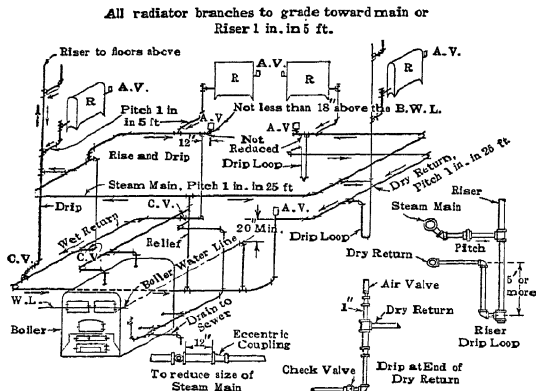 All radiator branches to grade toward main or
Riser 1 in. in 5 ft.
Riser to floors above
A.V.
R
A.V.
R
R
A.V.
Pitch 1 in
in 5 ft
A.V
Not less than 18" above the B.W.L.
12"
Not
Reduced
A.V
Rise and Drip
Drip Loop
Dry Return,
Pitch 1 in. in 25 ft
Steam Main, Pitch 1 in. in 25 ft
Drip
C.V.
A.V.
Wet Return
20" Min.
Relief
Drip Loop
C.V.
C.V.
Boiler Water Line
W.L.
Boiler
Drain to
Sewer
12"
Eccentric
Coupling
To reduce size of
Steam Main
Riser
Steam Main
Pitch
Dry Return
5' or
more
Riser
Drip Loop
Air Valve
1"
Dry Return
Check Valve
Drip at End of
Dry Return